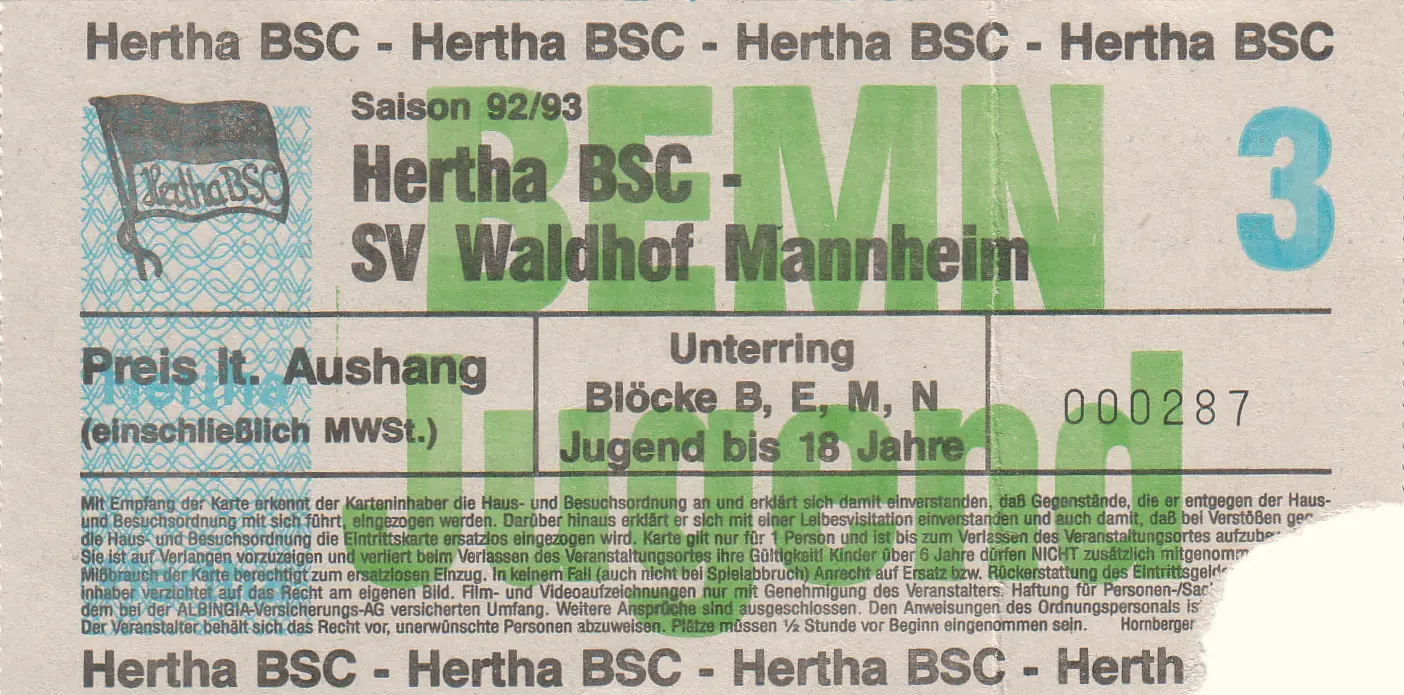 Hertha BSC - Hertha BSC - Hertha BSC - Hertha BSC
Hertha BSC
Saison 92/93
Hertha BSC -
SV Waldhof Mannheim
BEMN
3
Preis lt. Aushang
(einschließlich MWSt.)
Hertha
Unterring
Blöcke B, E, M, N
Jugend bis 18 Jahre
000287
Jugend
Mit Empfang der Karte erkennt der Karteninhaber die Haus- und Besuchsordnung an und erklärt sich damit einverstanden, daß Gegenstände, die er entgegen der Haus-
und Besuchsordnung mit sich führt, eingezogen werden. Darüber hinaus erklärt er sich mit einer Leibesvisitation einverstanden und auch damit, daß bei Verstößen geg
die Haus- und Besuchsordnung die Eintrittskarte ersatzlos eingezogen wird. Karte gilt nur für 1 Person und ist bis zum Verlassen des Veranstaltungsortes aufzube
Sie ist auf Verlangen vorzuzeigen und verliert beim Verlassen des Veranstaltungsortes ihre Gültigkeit! Kinder über 6 Jahre dürfen NICHT zusätzlich mitgenomm
Mißbrauch der Karte berechtigt zum ersatzlosen Einzug. In keinem Fall (auch nicht bei Spielabbruch) Anrecht auf Ersatz bzw. Rückerstattung des Eintrittsgelde
Inhaber verzichtet auf das Recht am eigenen Bild. Film- und Videoaufzeichnungen nur mit Genehmigung des Veranstalters. Haftung für Personen-/Sac
dem bei der ALBINGIA-Versicherungs-AG versicherten Umfang. Weitere Ansprüche sind ausgeschlossen. Den Anweisungen des Ordnungspersonals is
Der Veranstalter behält sich das Recht vor, unerwünschte Personen abzuweisen. Plätze müssen ½ Stunde vor Beginn eingenommen sein. Hornberger
Hertha BSC - Hertha BSC - Hertha BSC - Herth